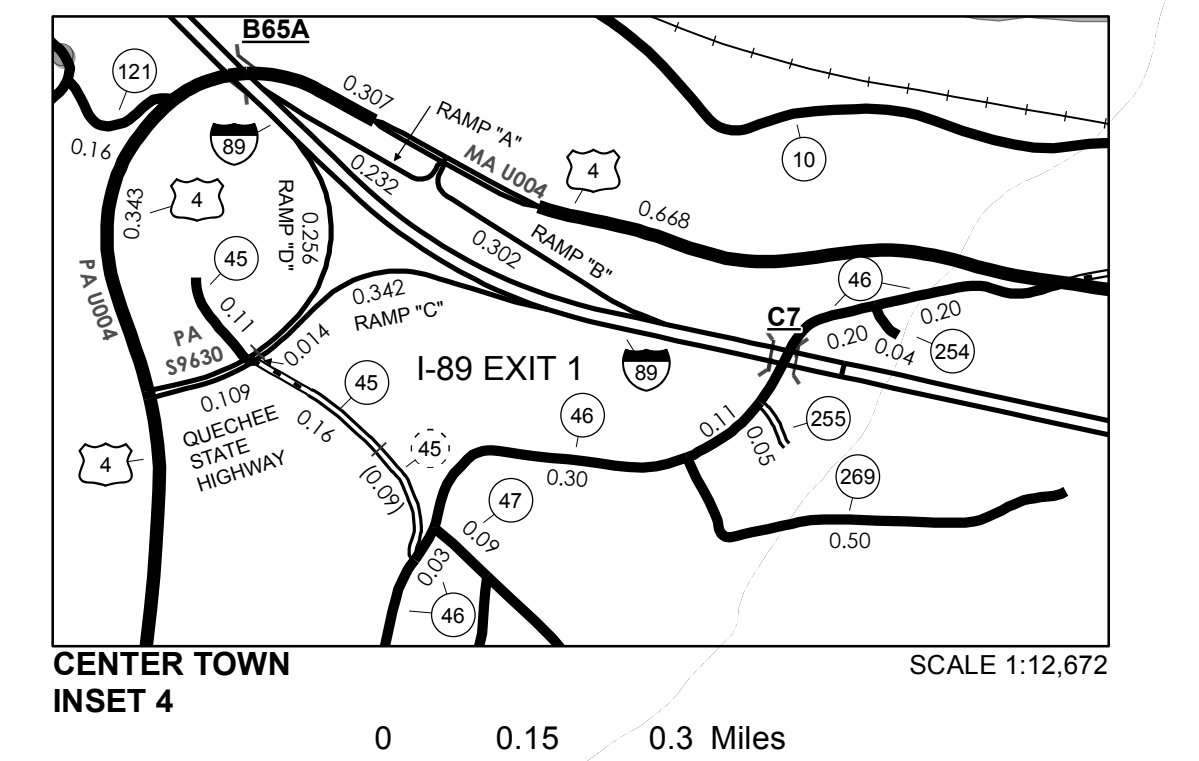 B65A
121
0.307
RAMP "A"
0.16
89
10
MA U004
4
0.232
4
0.343
RAMP "D"
0.256
0.668
0.302
RAMP "B"
45
46
PA U004
0.342
RAMP "C"
0.11
C7
0.20
PA
S9630
0.014
0.20
0.04
254
I-89 EXIT 1
89
45
0.109
46
0.11
255
0.16
QUECHEE
STATE
HIGHWAY
45
0.05
4
0.30
269
(0.09)
47
0.09
0.50
0.03
46
CENTER TOWN
INSET 4
SCALE 1:12,672
0 0.15 0.3 Miles